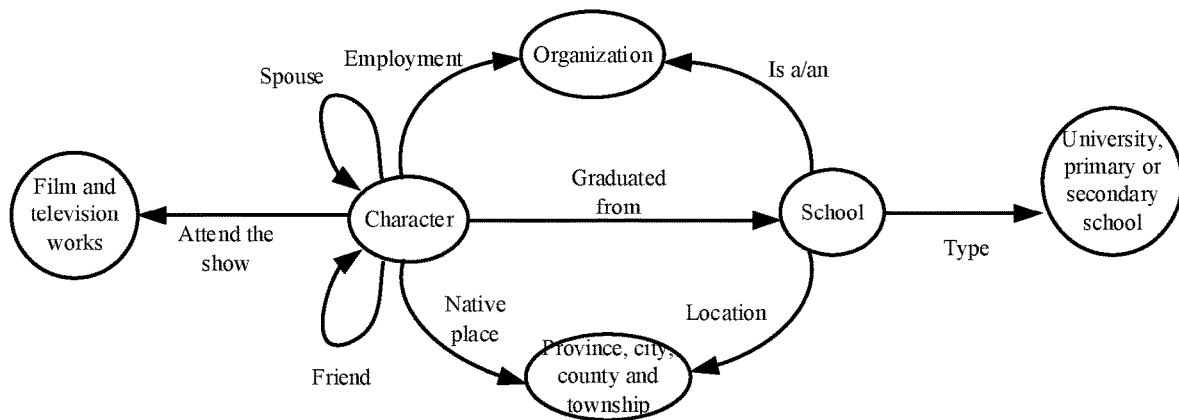 Employment
Organization
Is a/an
Spouse
University,
primary or
secondary
school
Film and
television
works
Graduated
from
Character
School
Attend the
show
Type
Native
place
Location
Province, city,
county and
township
Friend